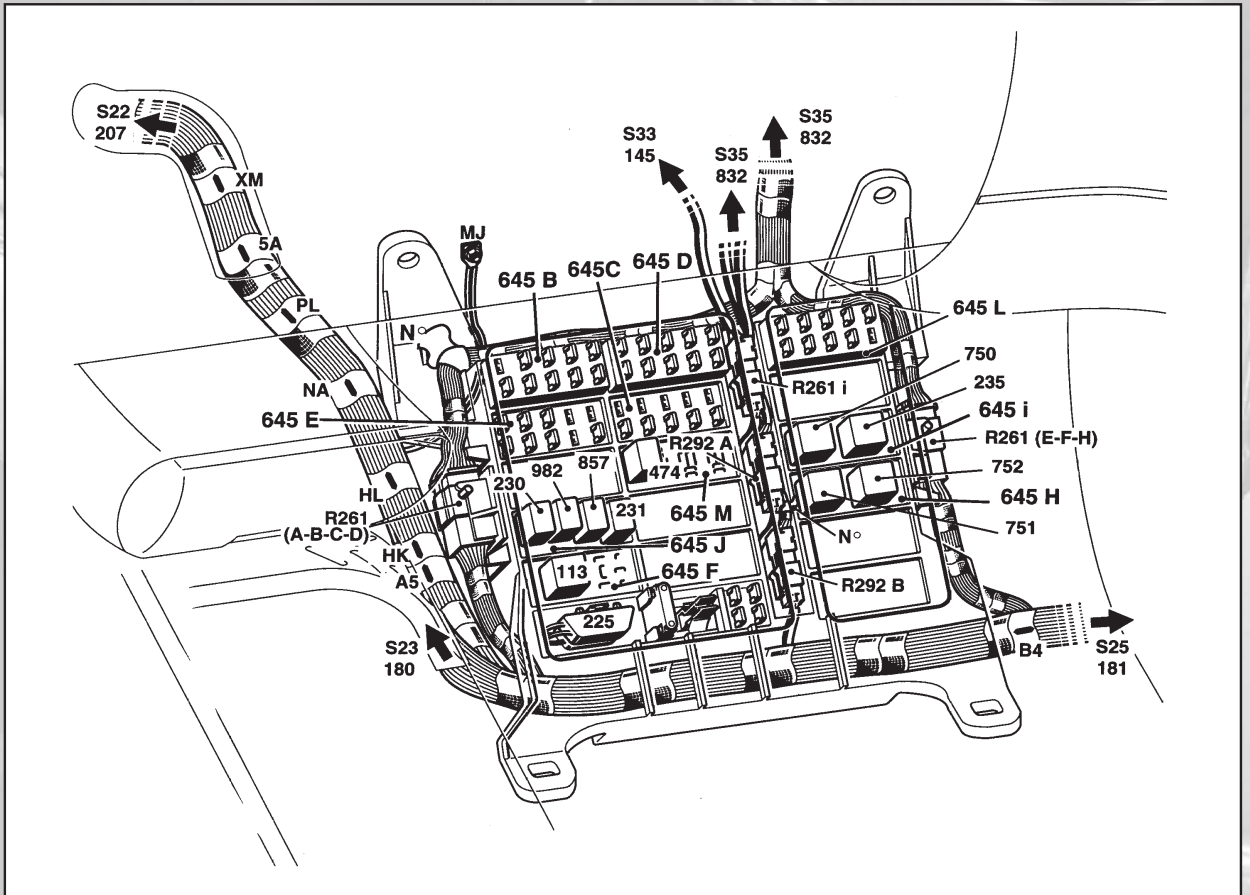 S22
207
S33
145
S35
832
S35
832
XM
5A
MJ
PL
645 B
645C
645 D
N°
645 L
750
R261 i
235
NA
645 E
645 i
R292 A
R261 (E-F-H)
982
857
474
752
230
HL
231
645 M
645 H
R261
(A-B-C-D)
751
N°
645 J
HK
A5
113
645 F
R292 B
225
S23
180
B4
S25
181